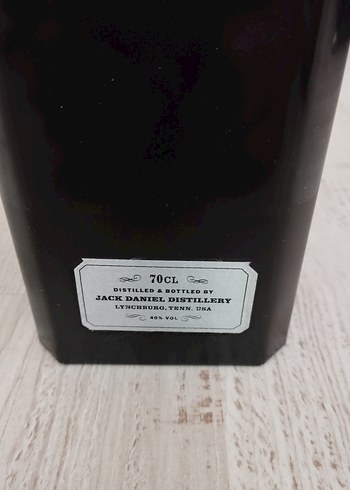 70CL
DISTILLED & BOTTLED BY
JACK DANIEL DISTILLERY
LYNCHBURG, TENN. USA
40% VOL